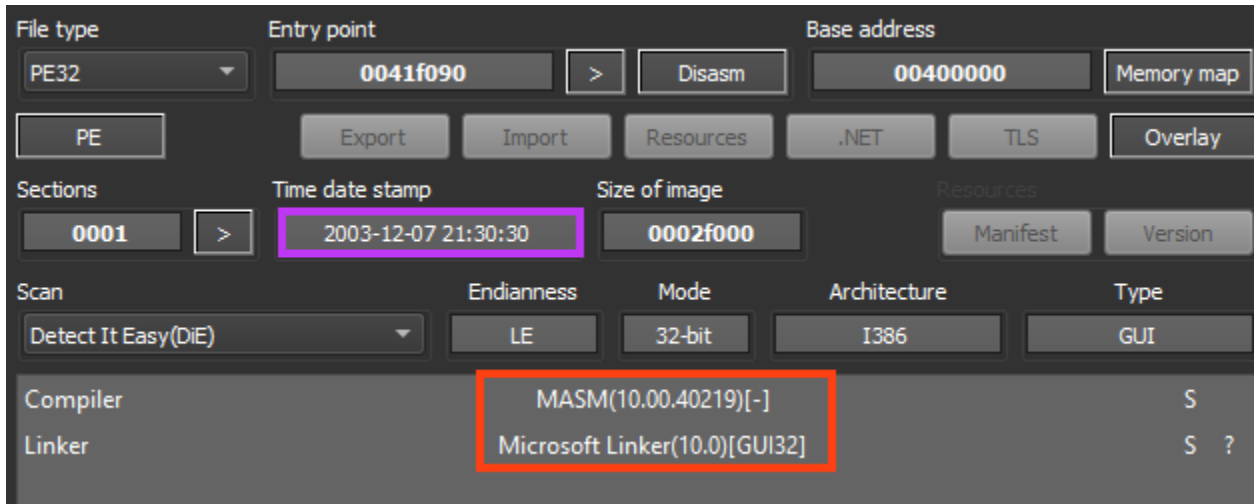 File type Entry point Base address
PE32 0041f090 > Disasm 00400000 Memory map
PE Export Import Resources .NET TLS Overlay
Sections Time date stamp Size of image Resources
0001 > 2003-12-07 21:30:30 0002f000 Manifest Version
Scan Endianness Mode Architecture Type
Detect It Easy(DiE) LE 32-bit I386 GUI
Compiler MASM(10.00.40219)[-] S
Linker Microsoft Linker(10.0)[GUI32] S ?